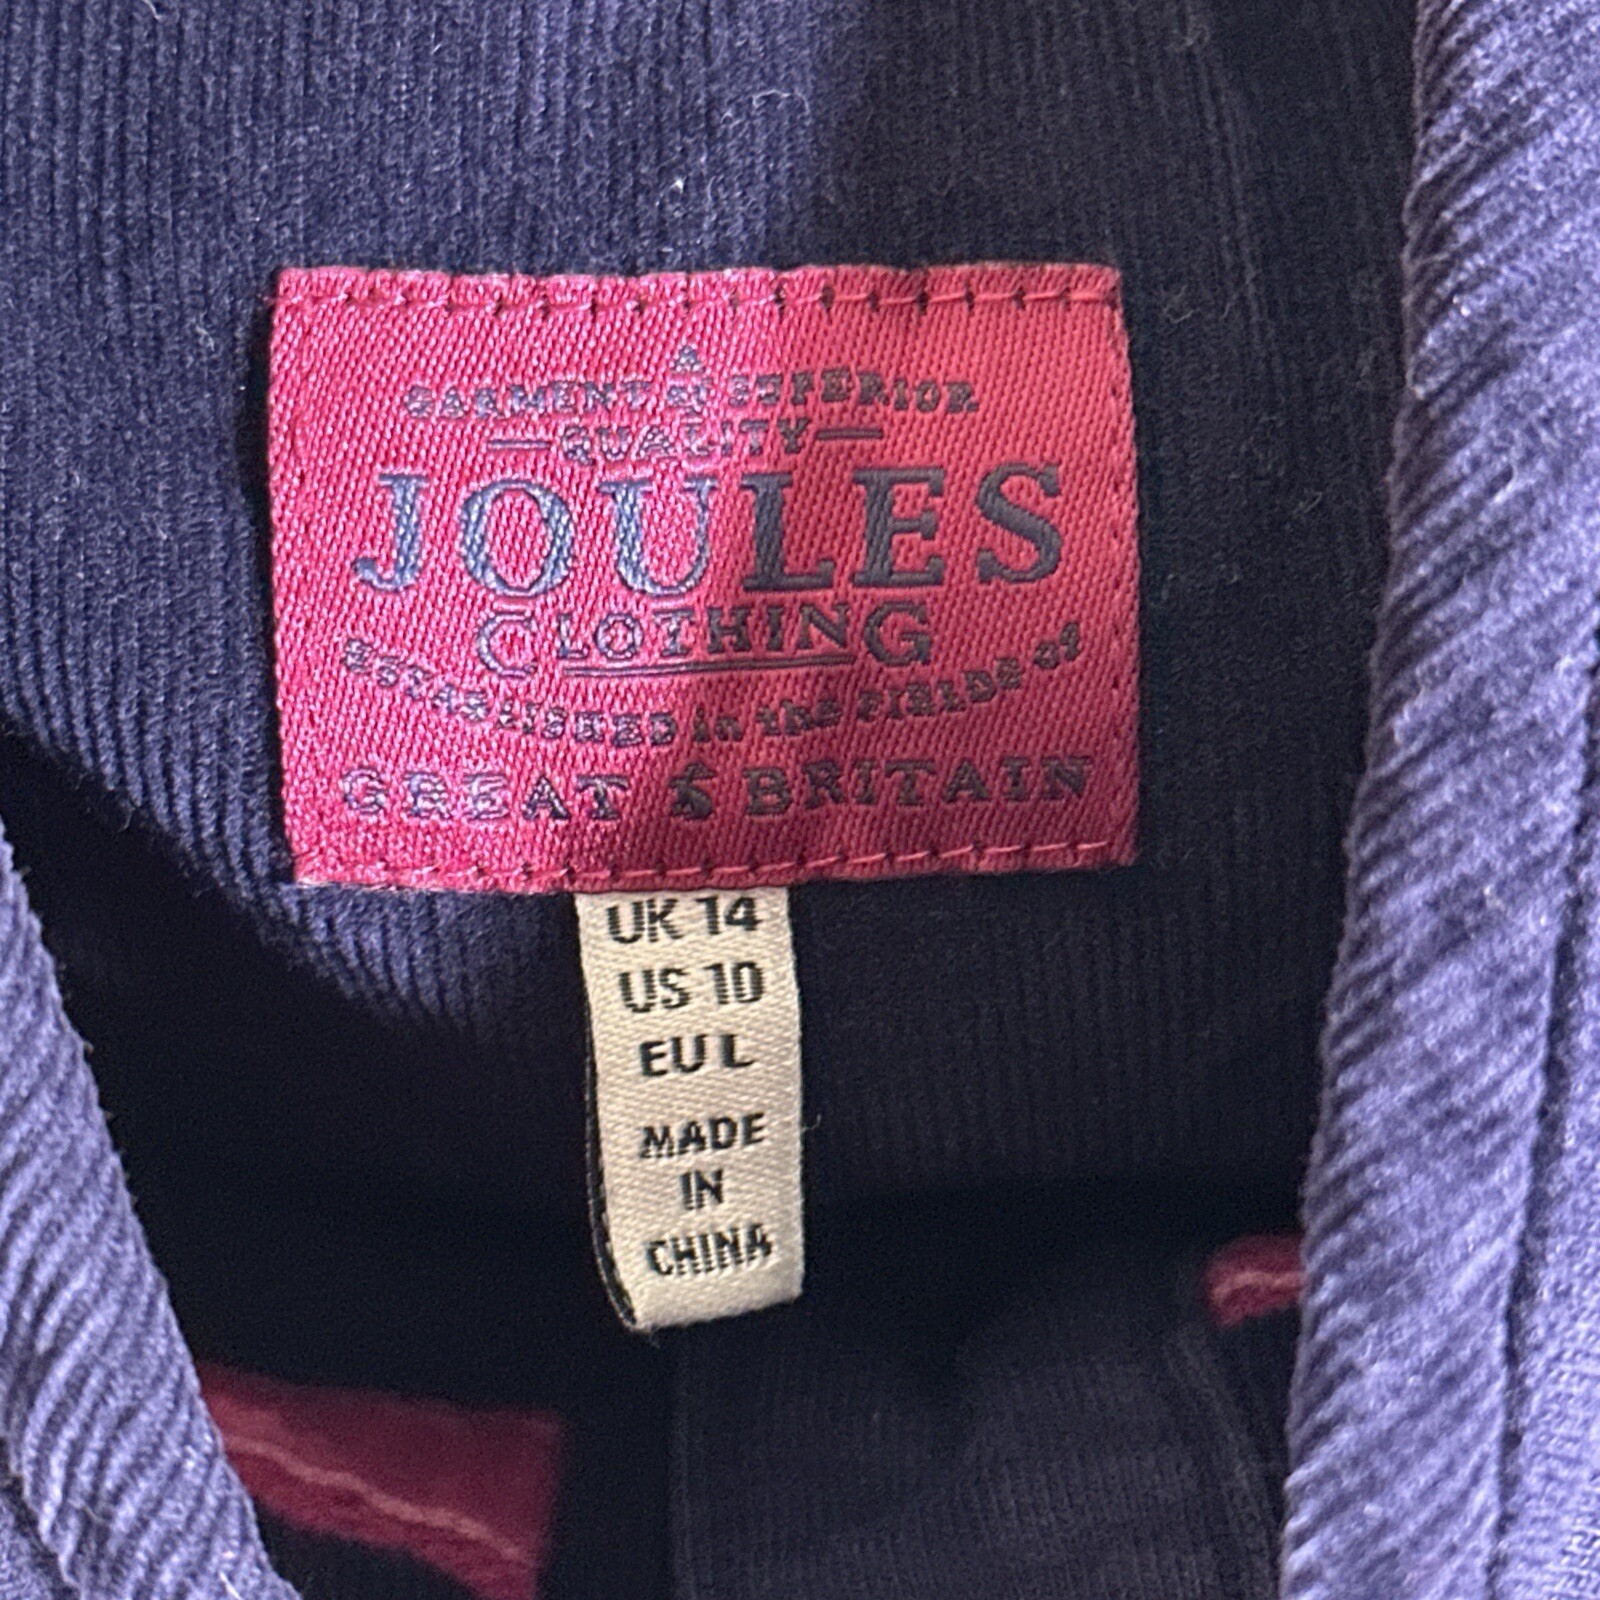 A
GARMENT of SUPERIOR
QUALITY
JOULES
CLOTHING
ESTABLISHED in the FIELDS of
GREAT & BRITAIN
UK 14
US 10
EU L
MADE
IN
CHINA